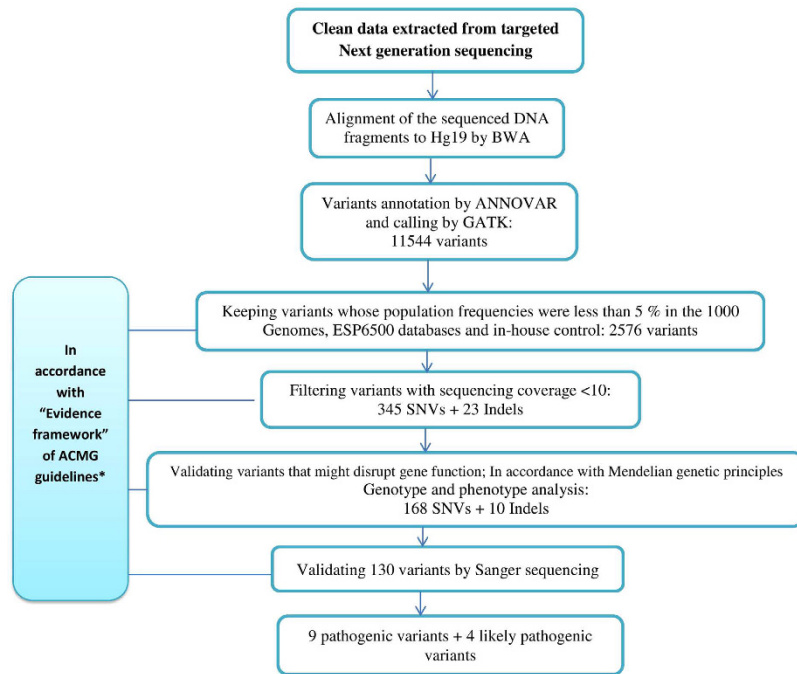 Clean data extracted from targeted
Next generation sequencing
Alignment of the sequenced DNA
fragments to Hg19 by BWA
Variants annotation by ANNOVAR
and calling by GATK:
11544 variants
Keeping variants whose population frequencies were less than 5 % in the 1000
Genomes, ESP6500 databases and in-house control: 2576 variants
Filtering variants with sequencing coverage <10:
345 SNVs + 23 Indels
Validating variants that might disrupt gene function; In accordance with Mendelian genetic principles
Genotype and phenotype analysis:
168 SNVs + 10 Indels
Validating 130 variants by Sanger sequencing
9 pathogenic variants + 4 likely pathogenic
variants
In
accordance
with
“Evidence
framework”
of ACMG
guidelines*